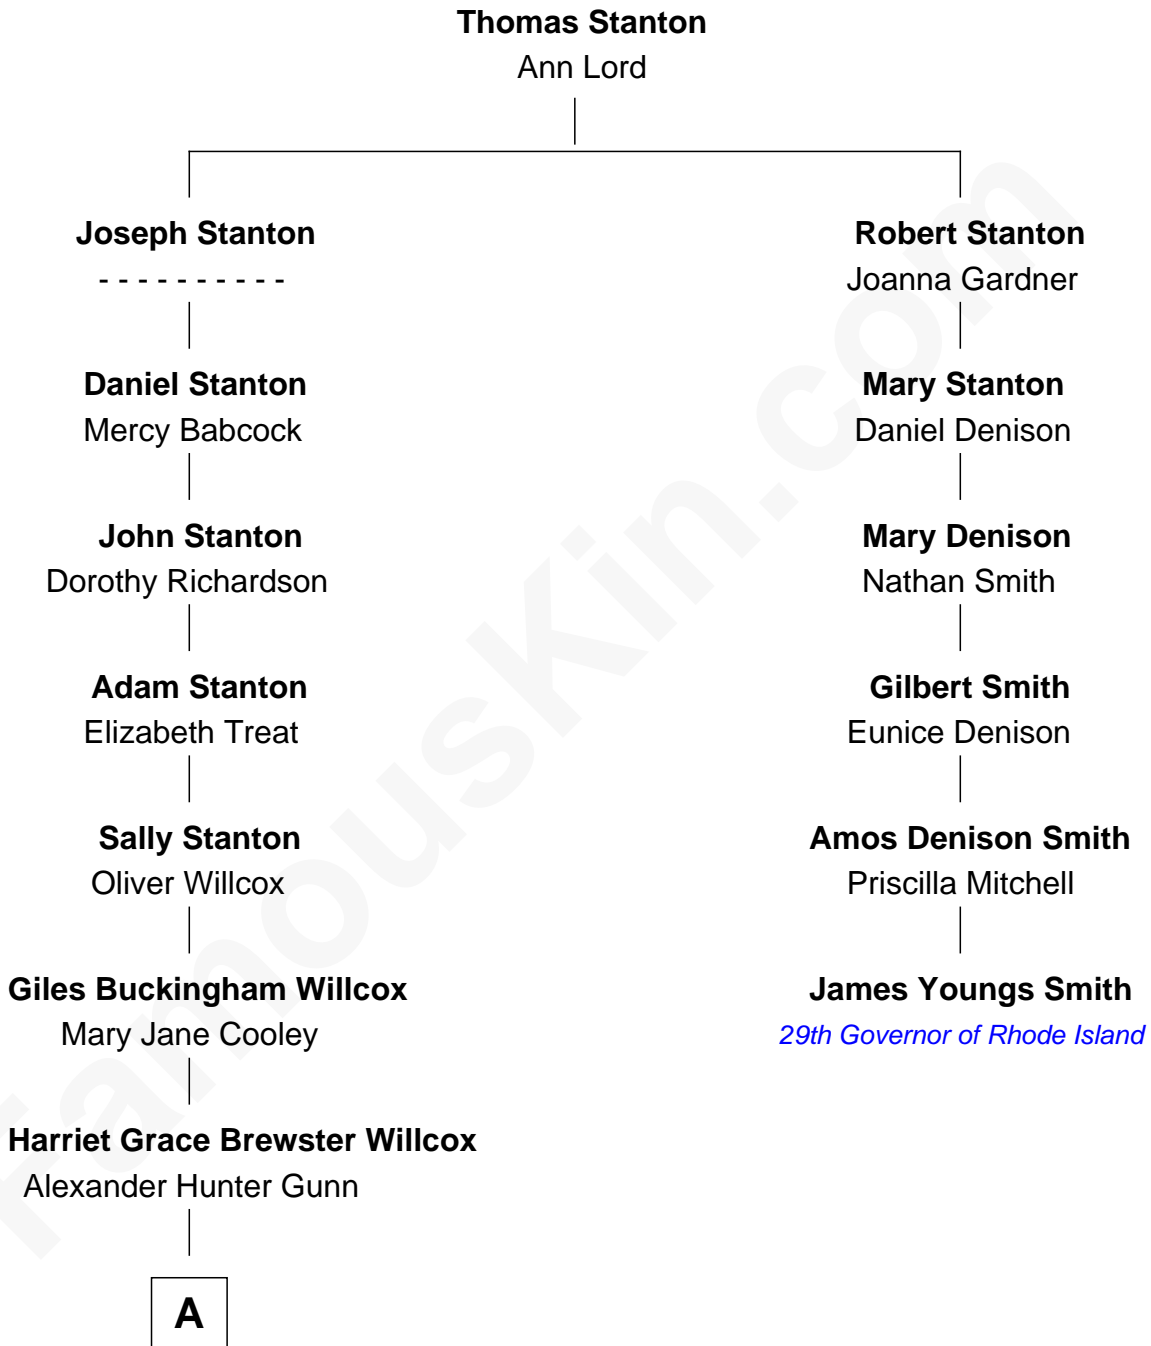 Thomas Stanton
Ann Lord
Joseph Stanton
- - - - - - - - - -
Robert Stanton
Joanna Gardner
Daniel Stanton
Mercy Babcock
Mary Stanton
Daniel Denison
John Stanton
Dorothy Richardson
Mary Denison
Nathan Smith
Adam Stanton
Elizabeth Treat
Gilbert Smith
Eunice Denison
Sally Stanton
Oliver Willcox
Amos Denison Smith
Priscilla Mitchell
Giles Buckingham Willcox
Mary Jane Cooley
James Youngs Smith
29th Governor of Rhode Island
Harriet Grace Brewster Willcox
Alexander Hunter Gunn
A
FamousKin.com